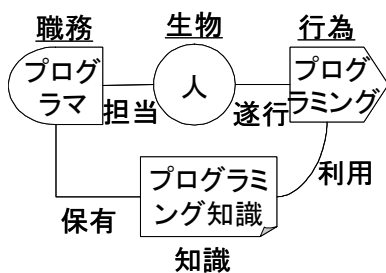 職務
生物
行為
プログ
ラマ
担当
人
遂行
プログ
ラミング
プログラミ
ング知識
保有
利用
知識